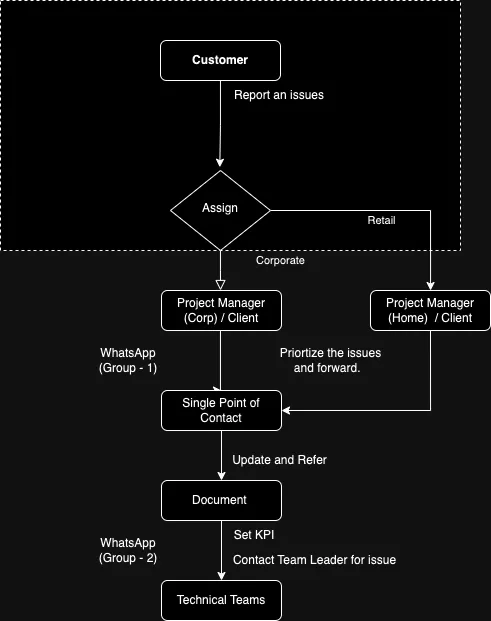 Customer
Report an issues
Assign
Retail
Corporate
Project Manager
(Corp) / Client
Project Manager
(Home) / Client
WhatsApp
(Group - 1)
Priortize the issues
and forward.
Single Point of
Contact
Update and Refer
Document
Set KPI
WhatsApp
(Group - 2)
Contact Team Leader for issue
Technical Teams